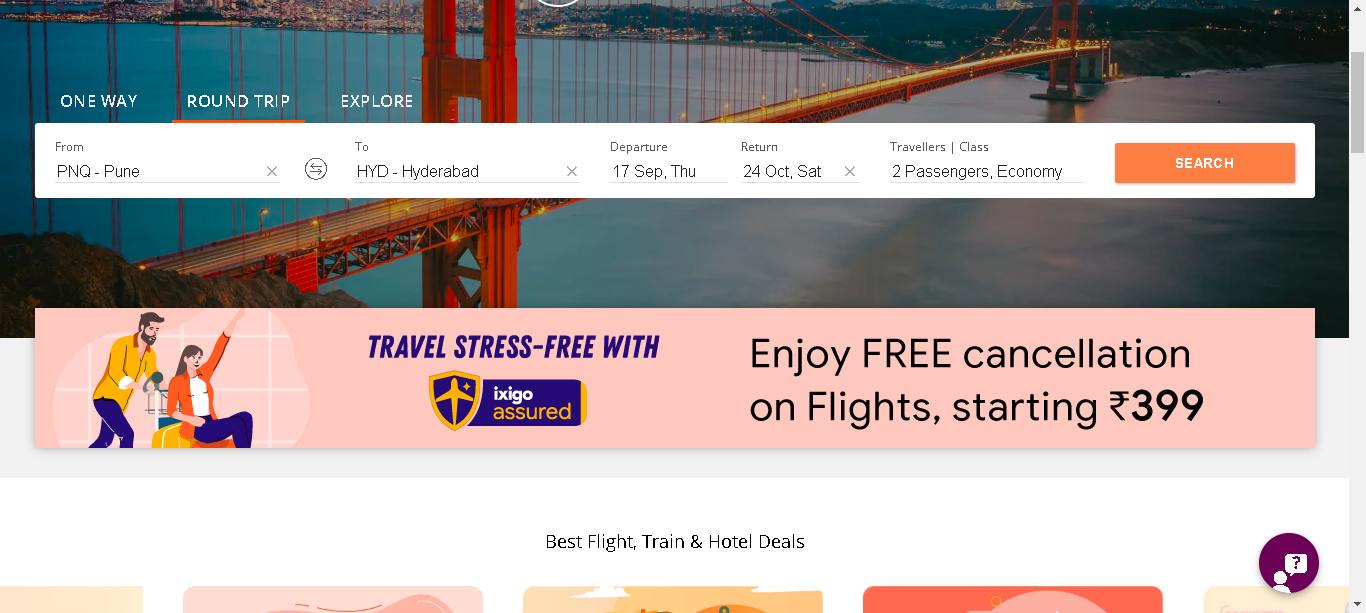 ONE WAY ROUND TRIP EXPLORE
From To Departure Return Travellers | Class
PNQ - Pune HYD - Hyderabad 17 Sep, Thu 24 Oct, Sat 2 Passengers, Economy SEARCH
TRAVEL STRESS-FREE WITH
ixigo
assured
Enjoy FREE cancellation
on Flights, starting ₹399
Best Flight, Train & Hotel Deals
?